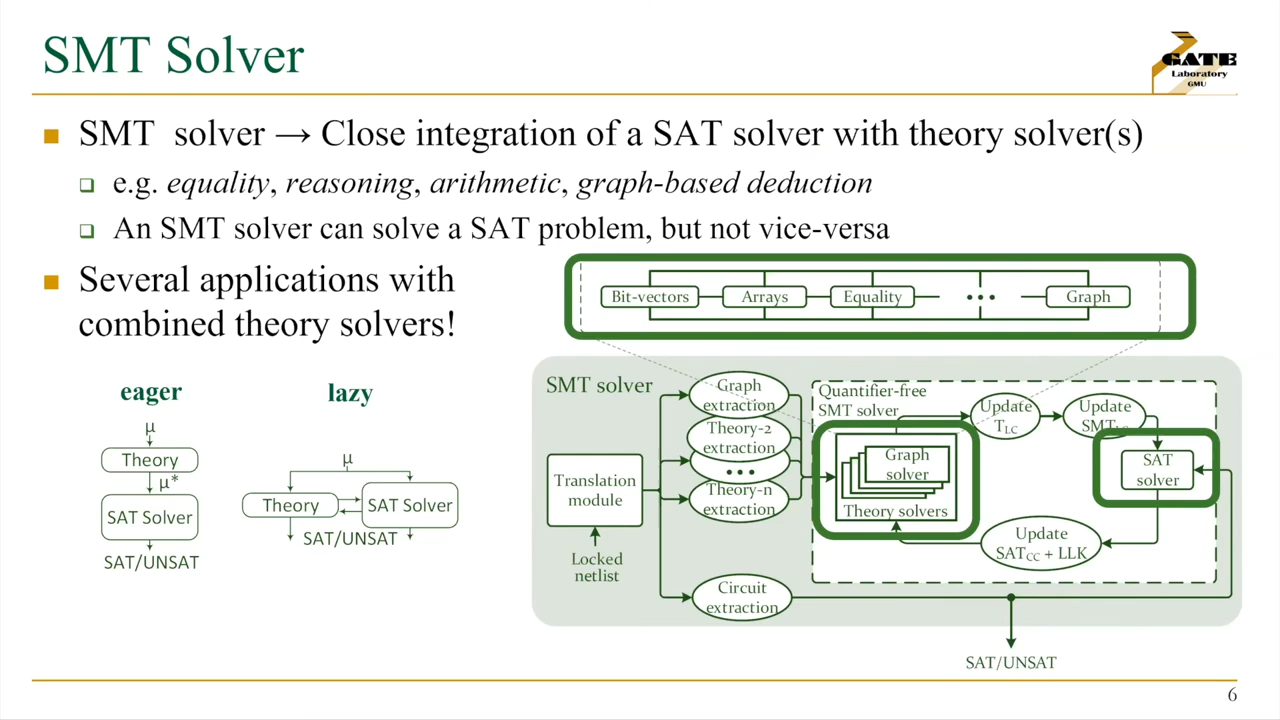 SMT Solver
GATE
Laboratory
GMU
■ SMT solver → Close integration of a SAT solver with theory solver(s)
❑ e.g. equality, reasoning, arithmetic, graph-based deduction
❑ An SMT solver can solve a SAT problem, but not vice-versa
■ Several applications with
combined theory solvers!
eager
μ
Theory
μ*
SAT Solver
SAT/UNSAT
lazy
μ
Theory
SAT Solver
SAT/UNSAT
Bit-vectors
Arrays
Equality
•••
Graph
SMT solver
Translation
module
Locked
netlist
Graph
extraction
Theory-2
extraction
•••
Theory-n
extraction
Circuit
extraction
Quantifier-free
SMT solver
Graph
solver
Theory solvers
Update
TLC
Update
SMTLC
SAT
solver
Update
SATCC + LLK
SAT/UNSAT
6